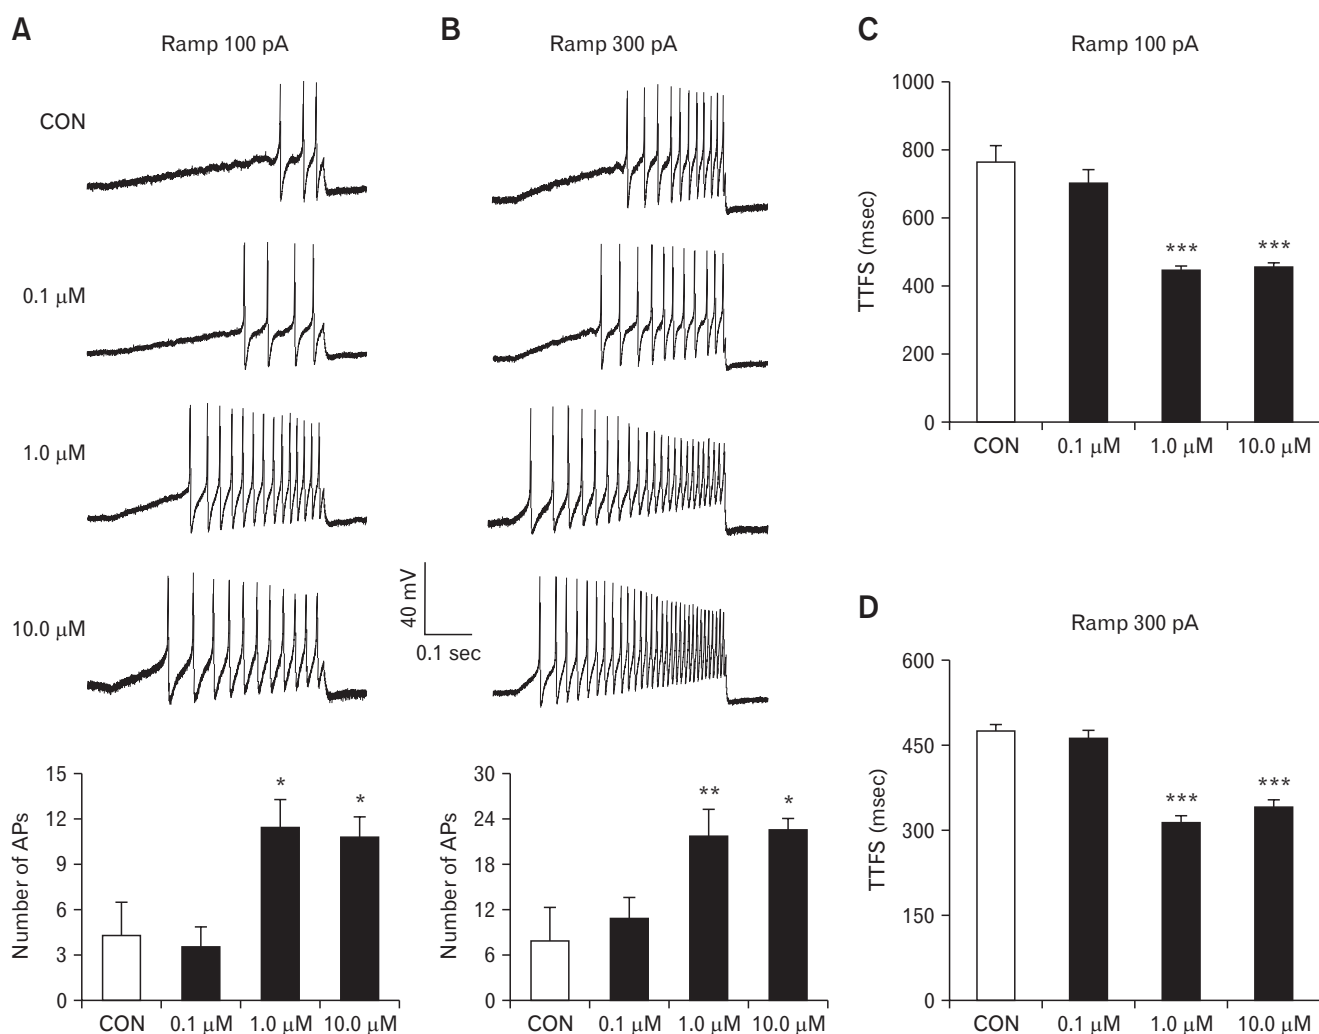 A
Ramp 100 pA
CON
0.1 μM
1.0 μM
10.0 μM
40 mV
0.1 sec
Number of APs
15
12
9
6
3
0
*
*
CON
0.1 μM
1.0 μM
10.0 μM
B
Ramp 300 pA
Number of APs
30
24
18
12
6
0
**
*
CON
0.1 μM
1.0 μM
10.0 μM
C
Ramp 100 pA
TTFS (msec)
1000
800
600
400
200
0
***
***
CON
0.1 μM
1.0 μM
10.0 μM
D
Ramp 300 pA
TTFS (msec)
600
450
300
150
0
***
***
CON
0.1 μM
1.0 μM
10.0 μM